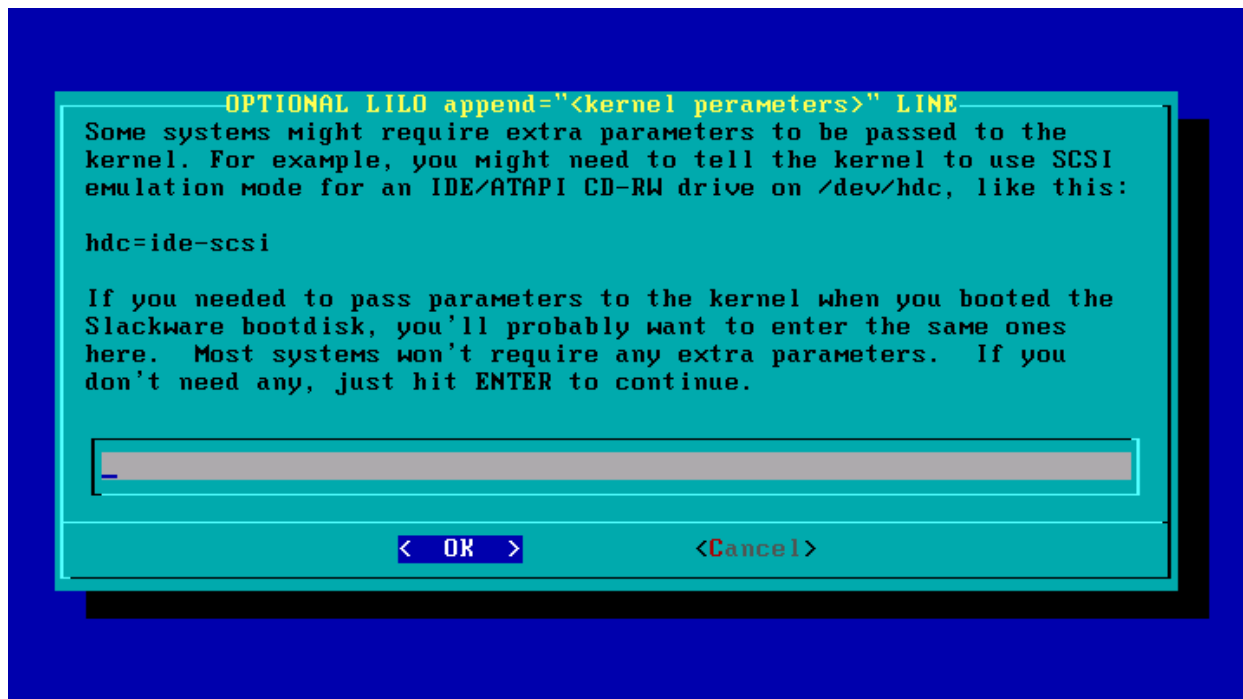 OPTIONAL LILO append="<kernel perameters>" LINE
Some systems might require extra parameters to be passed to the
kernel. For example, you might need to tell the kernel to use SCSI
emulation mode for an IDE/ATAPI CD-RW drive on /dev/hdc, like this:
hdc=ide-scsi
If you needed to pass parameters to the kernel when you booted the
Slackware bootdisk, you'll probably want to enter the same ones
here.  Most systems won't require any extra parameters.  If you
don't need any, just hit ENTER to continue.
<  OK  > <Cancel>